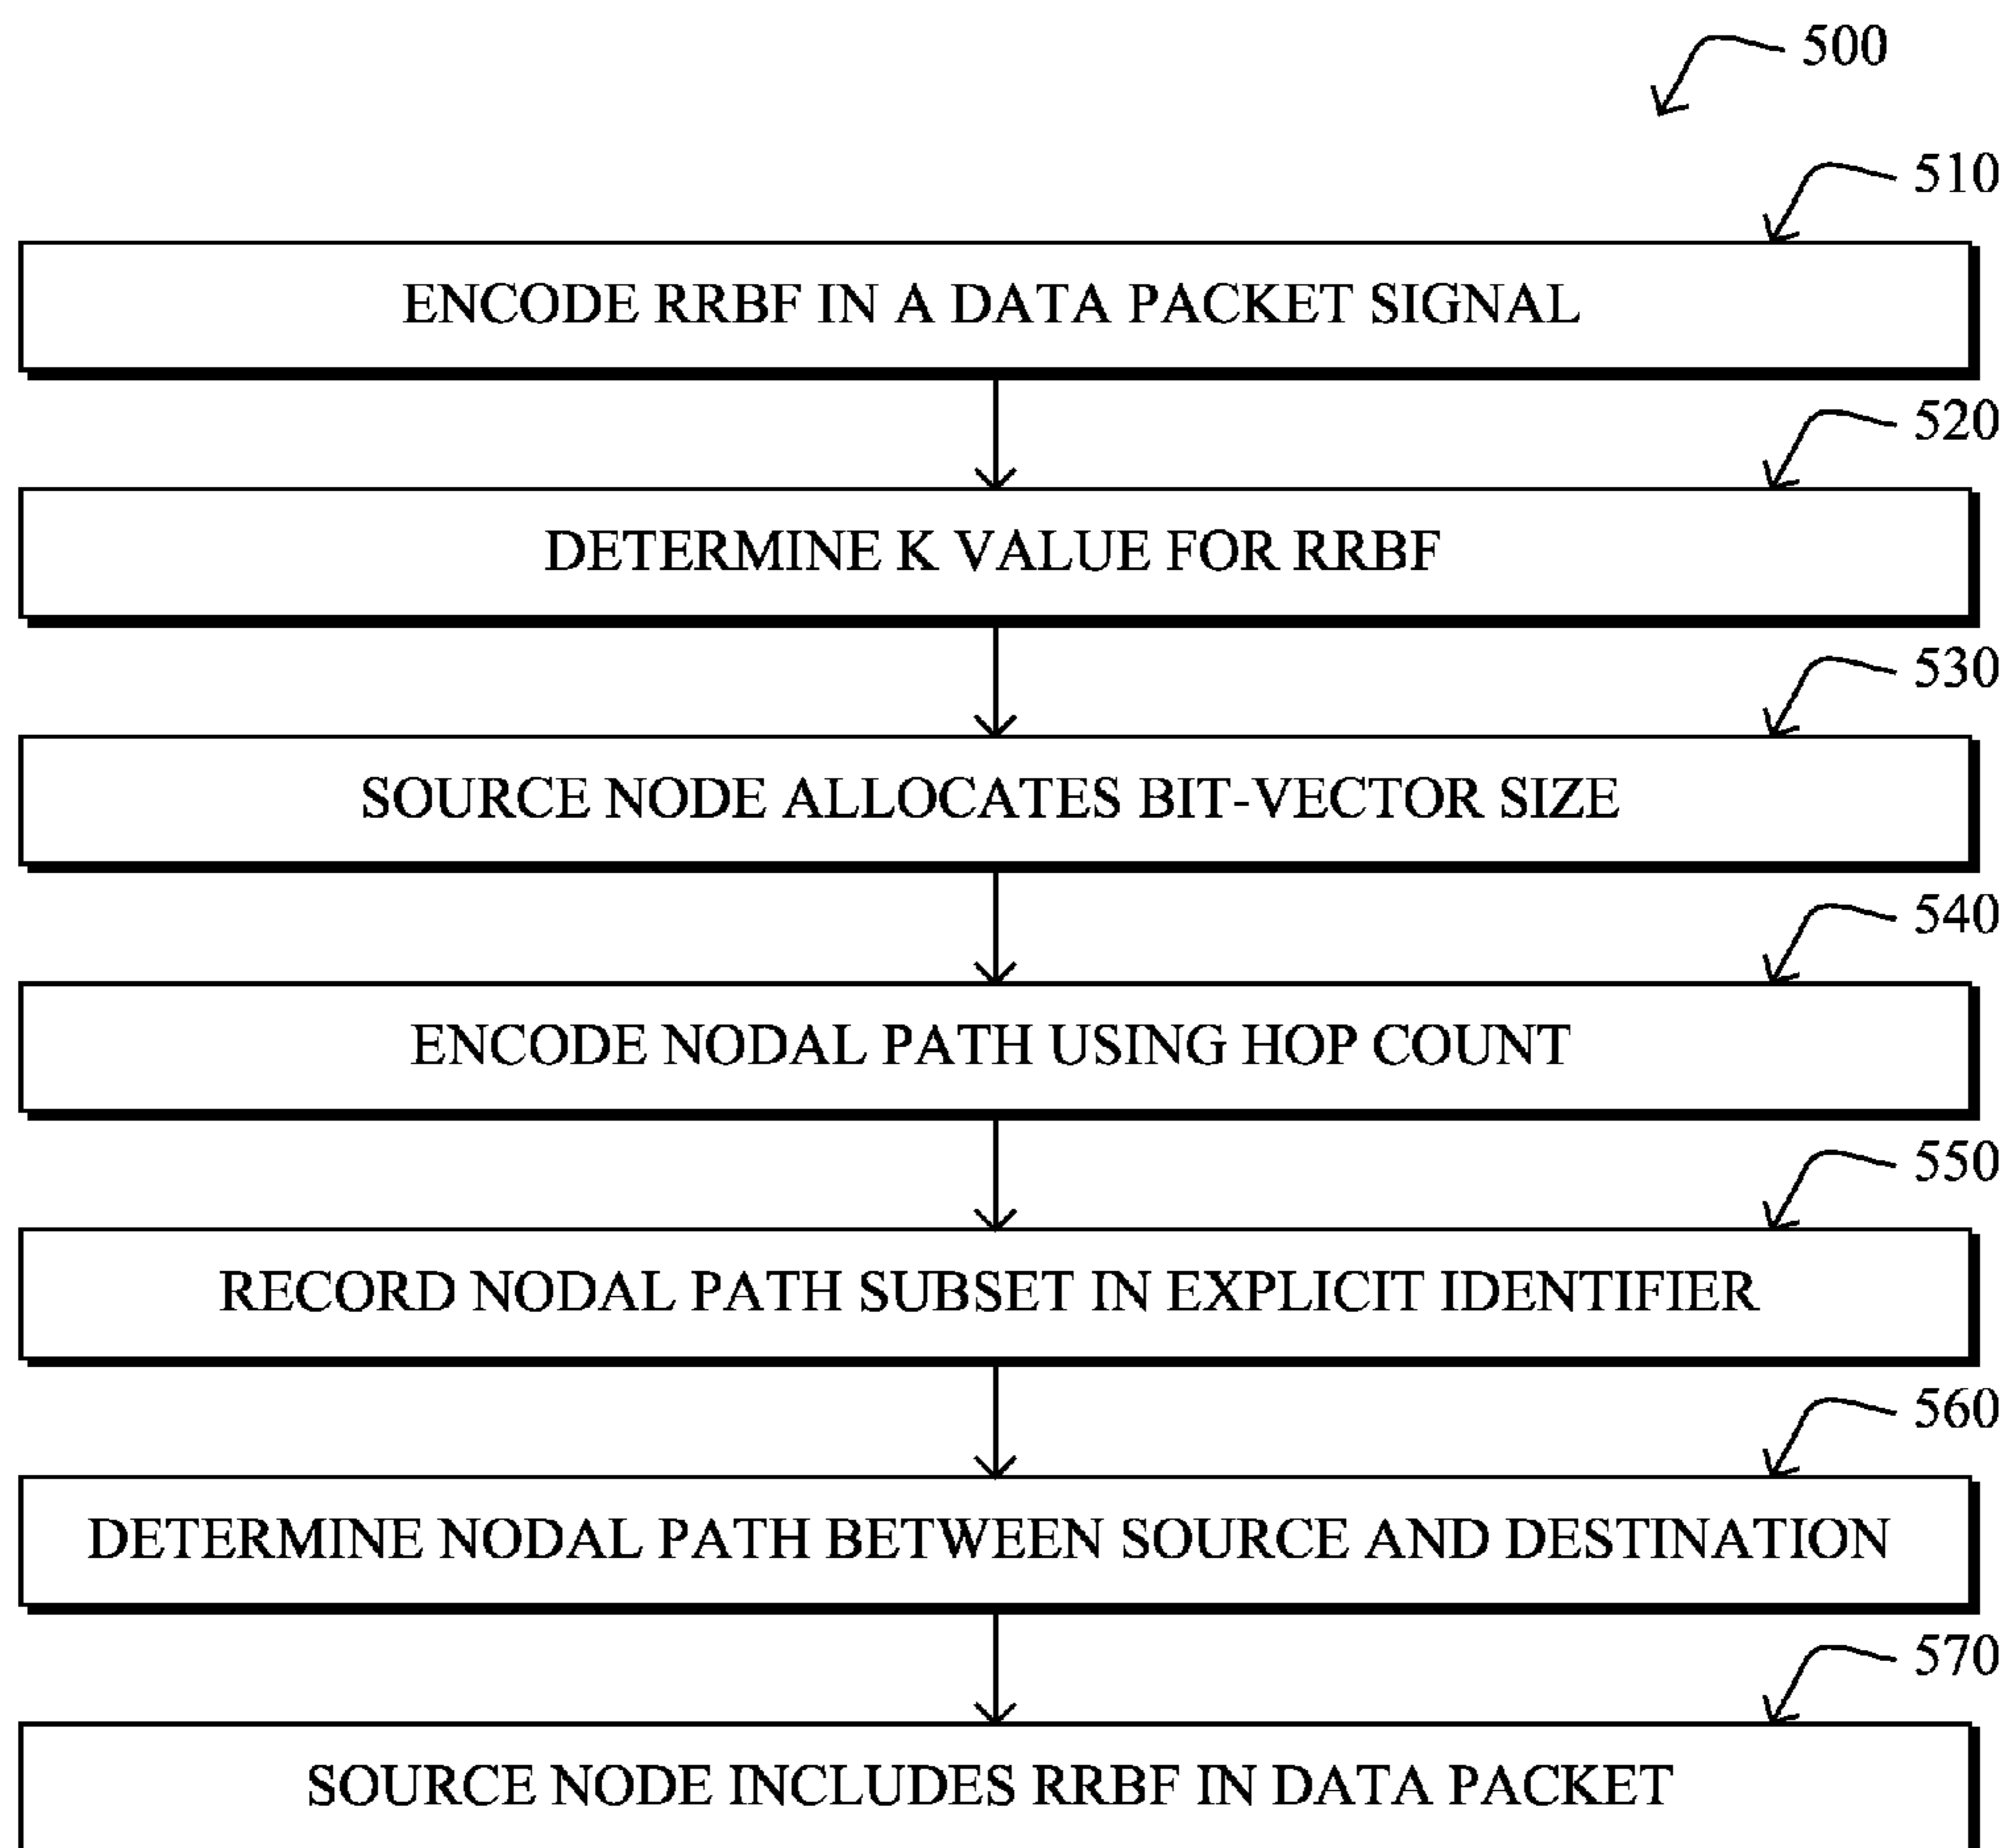 500
510
ENCODE RRBF IN A DATA PACKET SIGNAL
520
DETERMINE K VALUE FOR RRBF
530
SOURCE NODE ALLOCATES BIT-VECTOR SIZE
540
ENCODE NODAL PATH USING HOP COUNT
550
RECORD NODAL PATH SUBSET IN EXPLICIT IDENTIFIER
560
DETERMINE NODAL PATH BETWEEN SOURCE AND DESTINATION
570
SOURCE NODE INCLUDES RRBF IN DATA PACKET